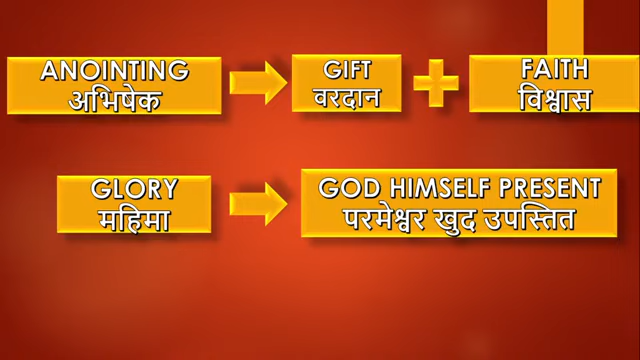 ANOINTING
अभिषेक
GIFT
वरदान
FAITH
विश्वास
GLORY
महिमा
GOD HIMSELF PRESENT
परमेश्वर खुद उपस्तित